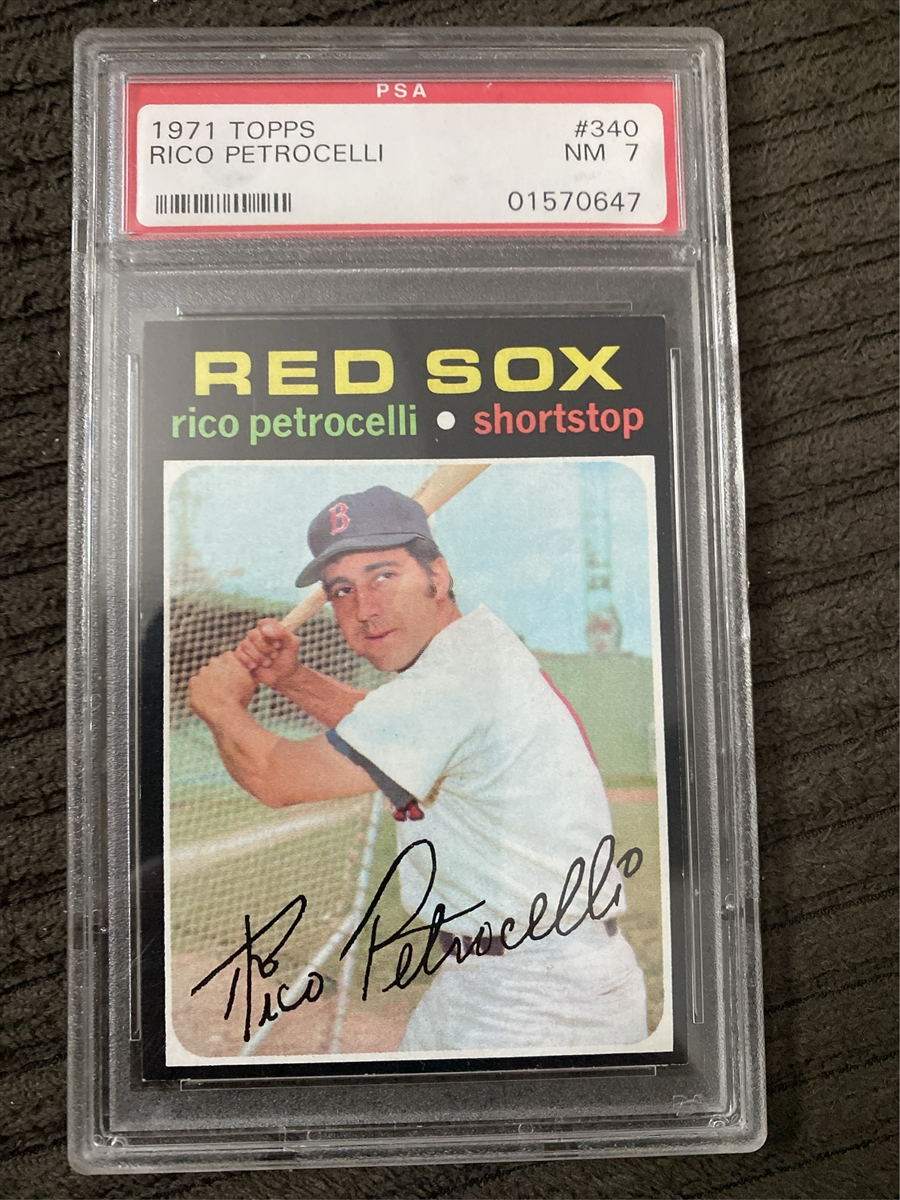 PSA
1971 TOPPS #340
RICO PETROCELLI NM 7
01570647
RED SOX
rico petrocelli • shortstop
B
Rico Petrocelli